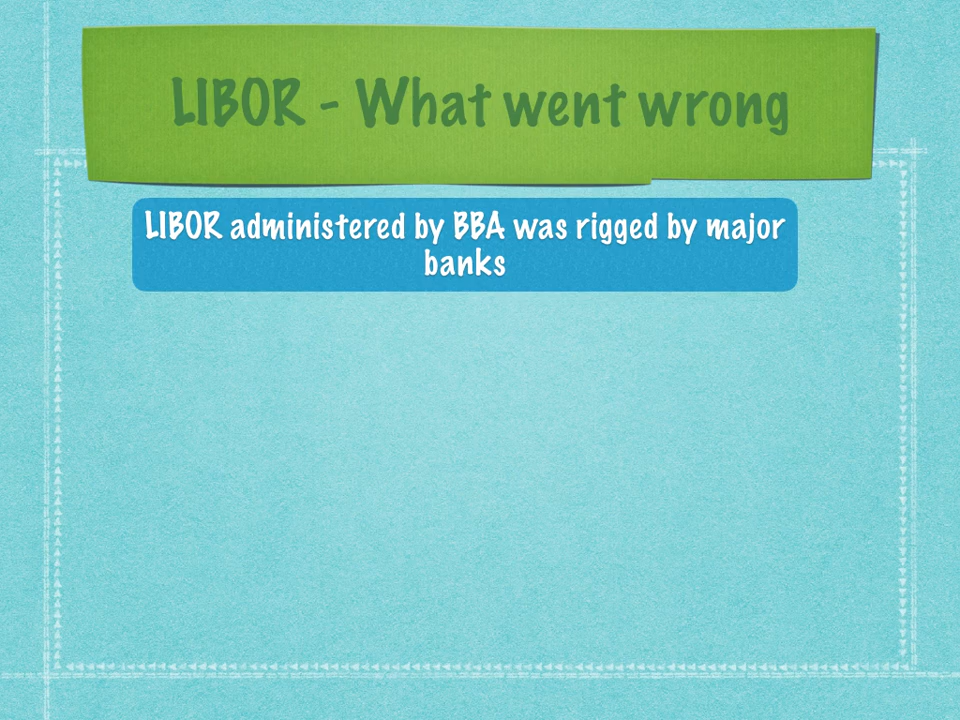 LIBOR - What went wrong
LIBOR administered by BBA was rigged by major
banks